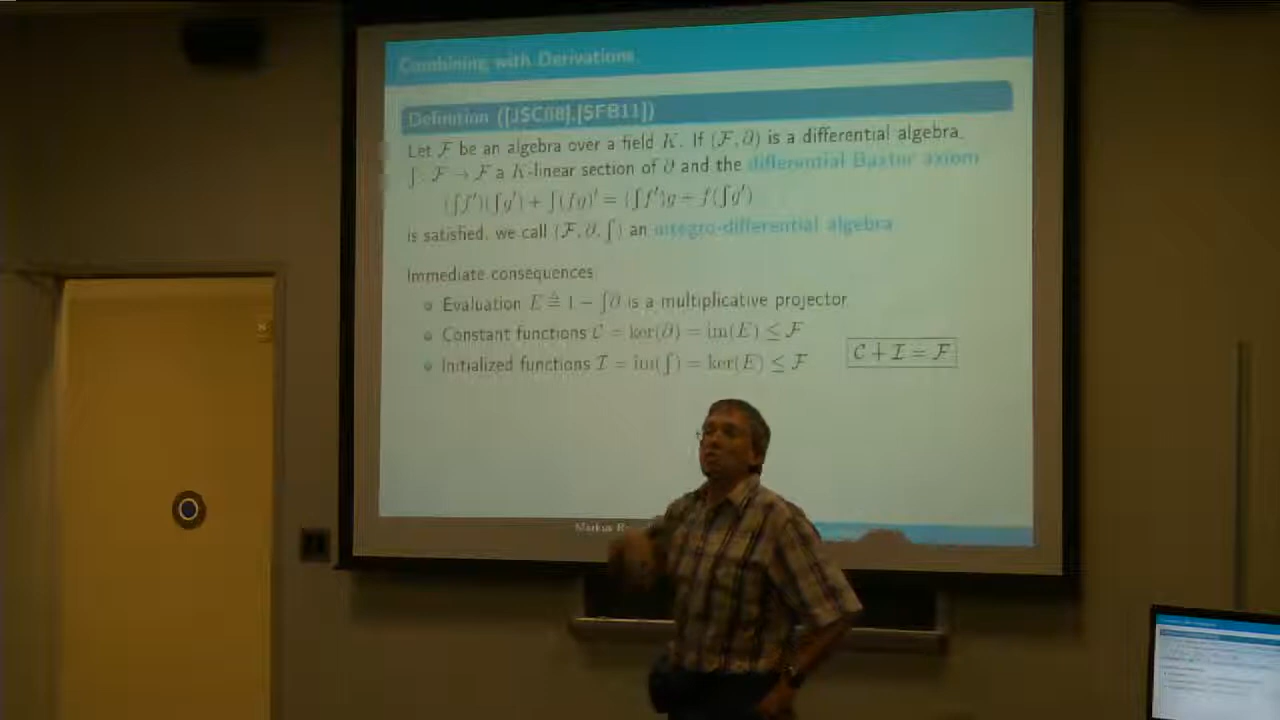 Combining with Derivations
Definition ([JSC08],[SFB11])
Let F be an algebra over a field K. If (F, ∂) is a differential algebra,
∫ : F → F a K-linear section of ∂ and the differential Baxter axiom
(∫f′)(∫g′) + ∫(fg)′ = (∫f′)g + f(∫g′)
is satisfied, we call (F, ∂, ∫) an integro-differential algebra
Immediate consequences
Evaluation E ≜ 1 − ∫∂ is a multiplicative projector
Constant functions C = ker(∂) = im(E) ≤ F
Initialized functions I = im(∫) = ker(E) ≤ F
C ∔ I = F
Markus